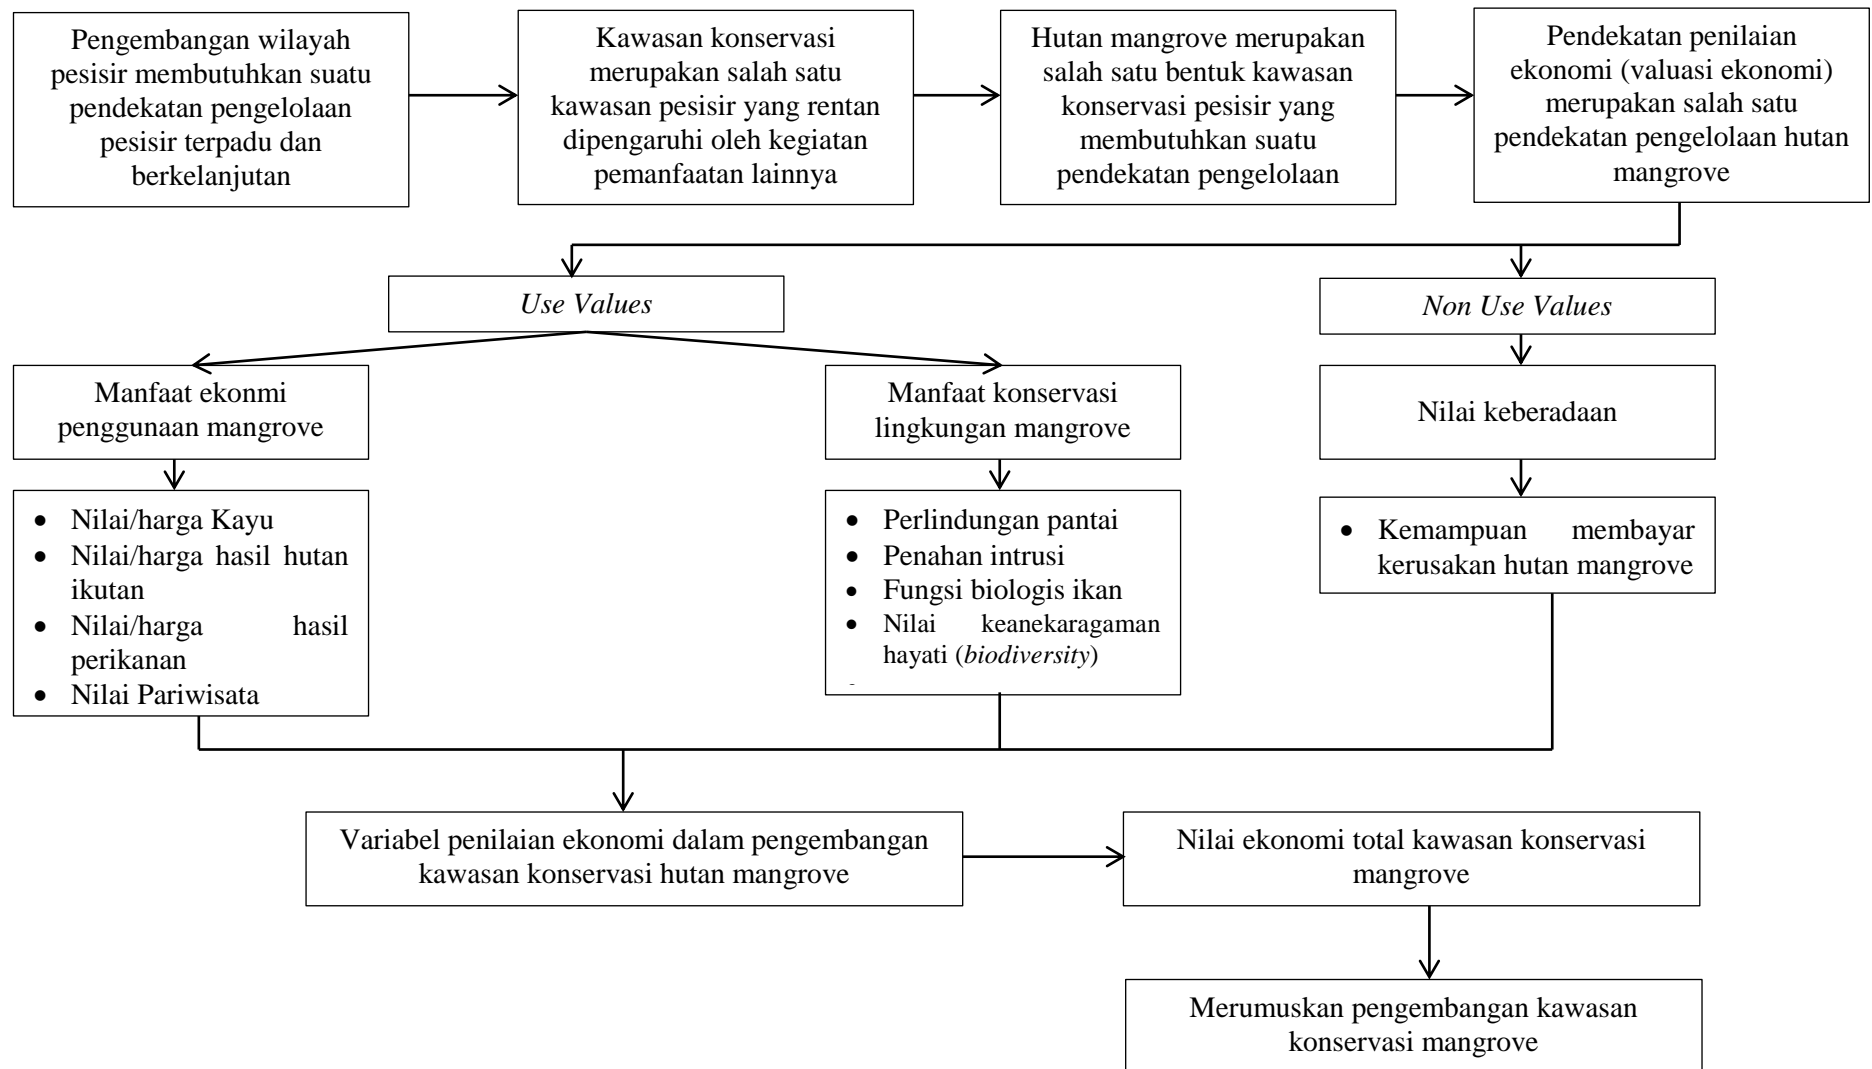 Pengembangan wilayah
pesisir membutuhkan suatu
pendekatan pengelolaan
pesisir terpadu dan
berkelanjutan
Kawasan konservasi
merupakan salah satu
kawasan pesisir yang rentan
dipengaruhi oleh kegiatan
pemanfaatan lainnya
Hutan mangrove merupakan
salah satu bentuk kawasan
konservasi pesisir yang
membutuhkan suatu
pendekatan pengelolaan
Pendekatan penilaian
ekonomi (valuasi ekonomi)
merupakan salah satu
pendekatan pengelolaan hutan
mangrove
Use Values
Non Use Values
Manfaat ekonmi
penggunaan mangrove
Manfaat konservasi
lingkungan mangrove
Nilai keberadaan
• Nilai/harga Kayu
• Nilai/harga hasil hutan
ikutan
• Nilai/harga hasil
perikanan
• Nilai Pariwisata
• Perlindungan pantai
• Penahan intrusi
• Fungsi biologis ikan
• Nilai keanekaragaman
hayati (biodiversity)
• Kemampuan membayar
kerusakan hutan mangrove
Variabel penilaian ekonomi dalam pengembangan
kawasan konservasi hutan mangrove
Nilai ekonomi total kawasan konservasi
mangrove
Merumuskan pengembangan kawasan
konservasi mangrove